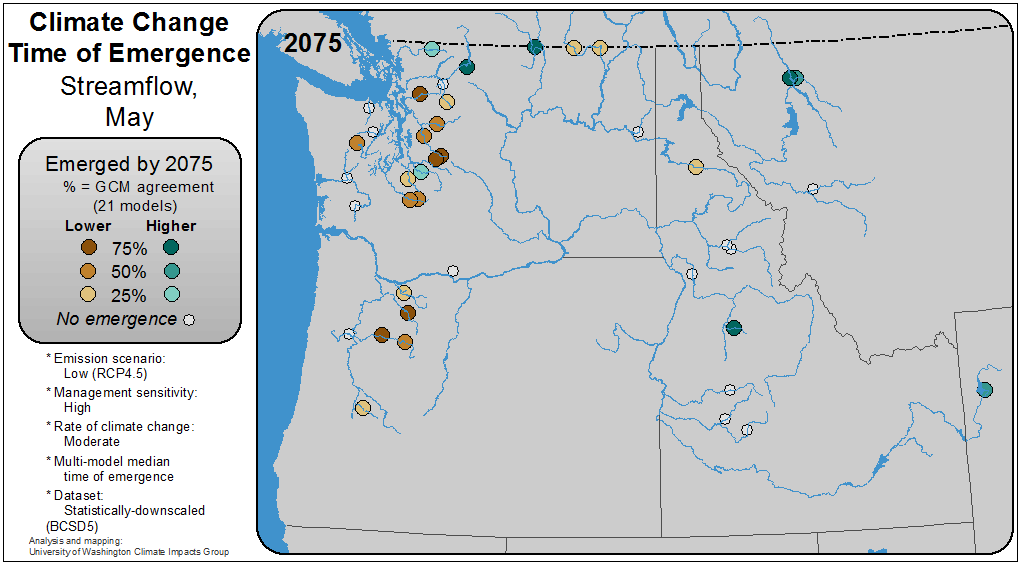 Climate Change
Time of Emergence
Streamflow,
May
2075
Emerged by 2075
% = GCM agreement
(21 models)
Lower Higher
75%
50%
25%
No emergence
* Emission scenario:
Low (RCP4.5)
* Management sensitivity:
High
* Rate of climate change:
Moderate
* Multi-model median
time of emergence
* Dataset:
Statistically-downscaled
(BCSD5)
Analysis and mapping:
University of Washington Climate Impacts Group